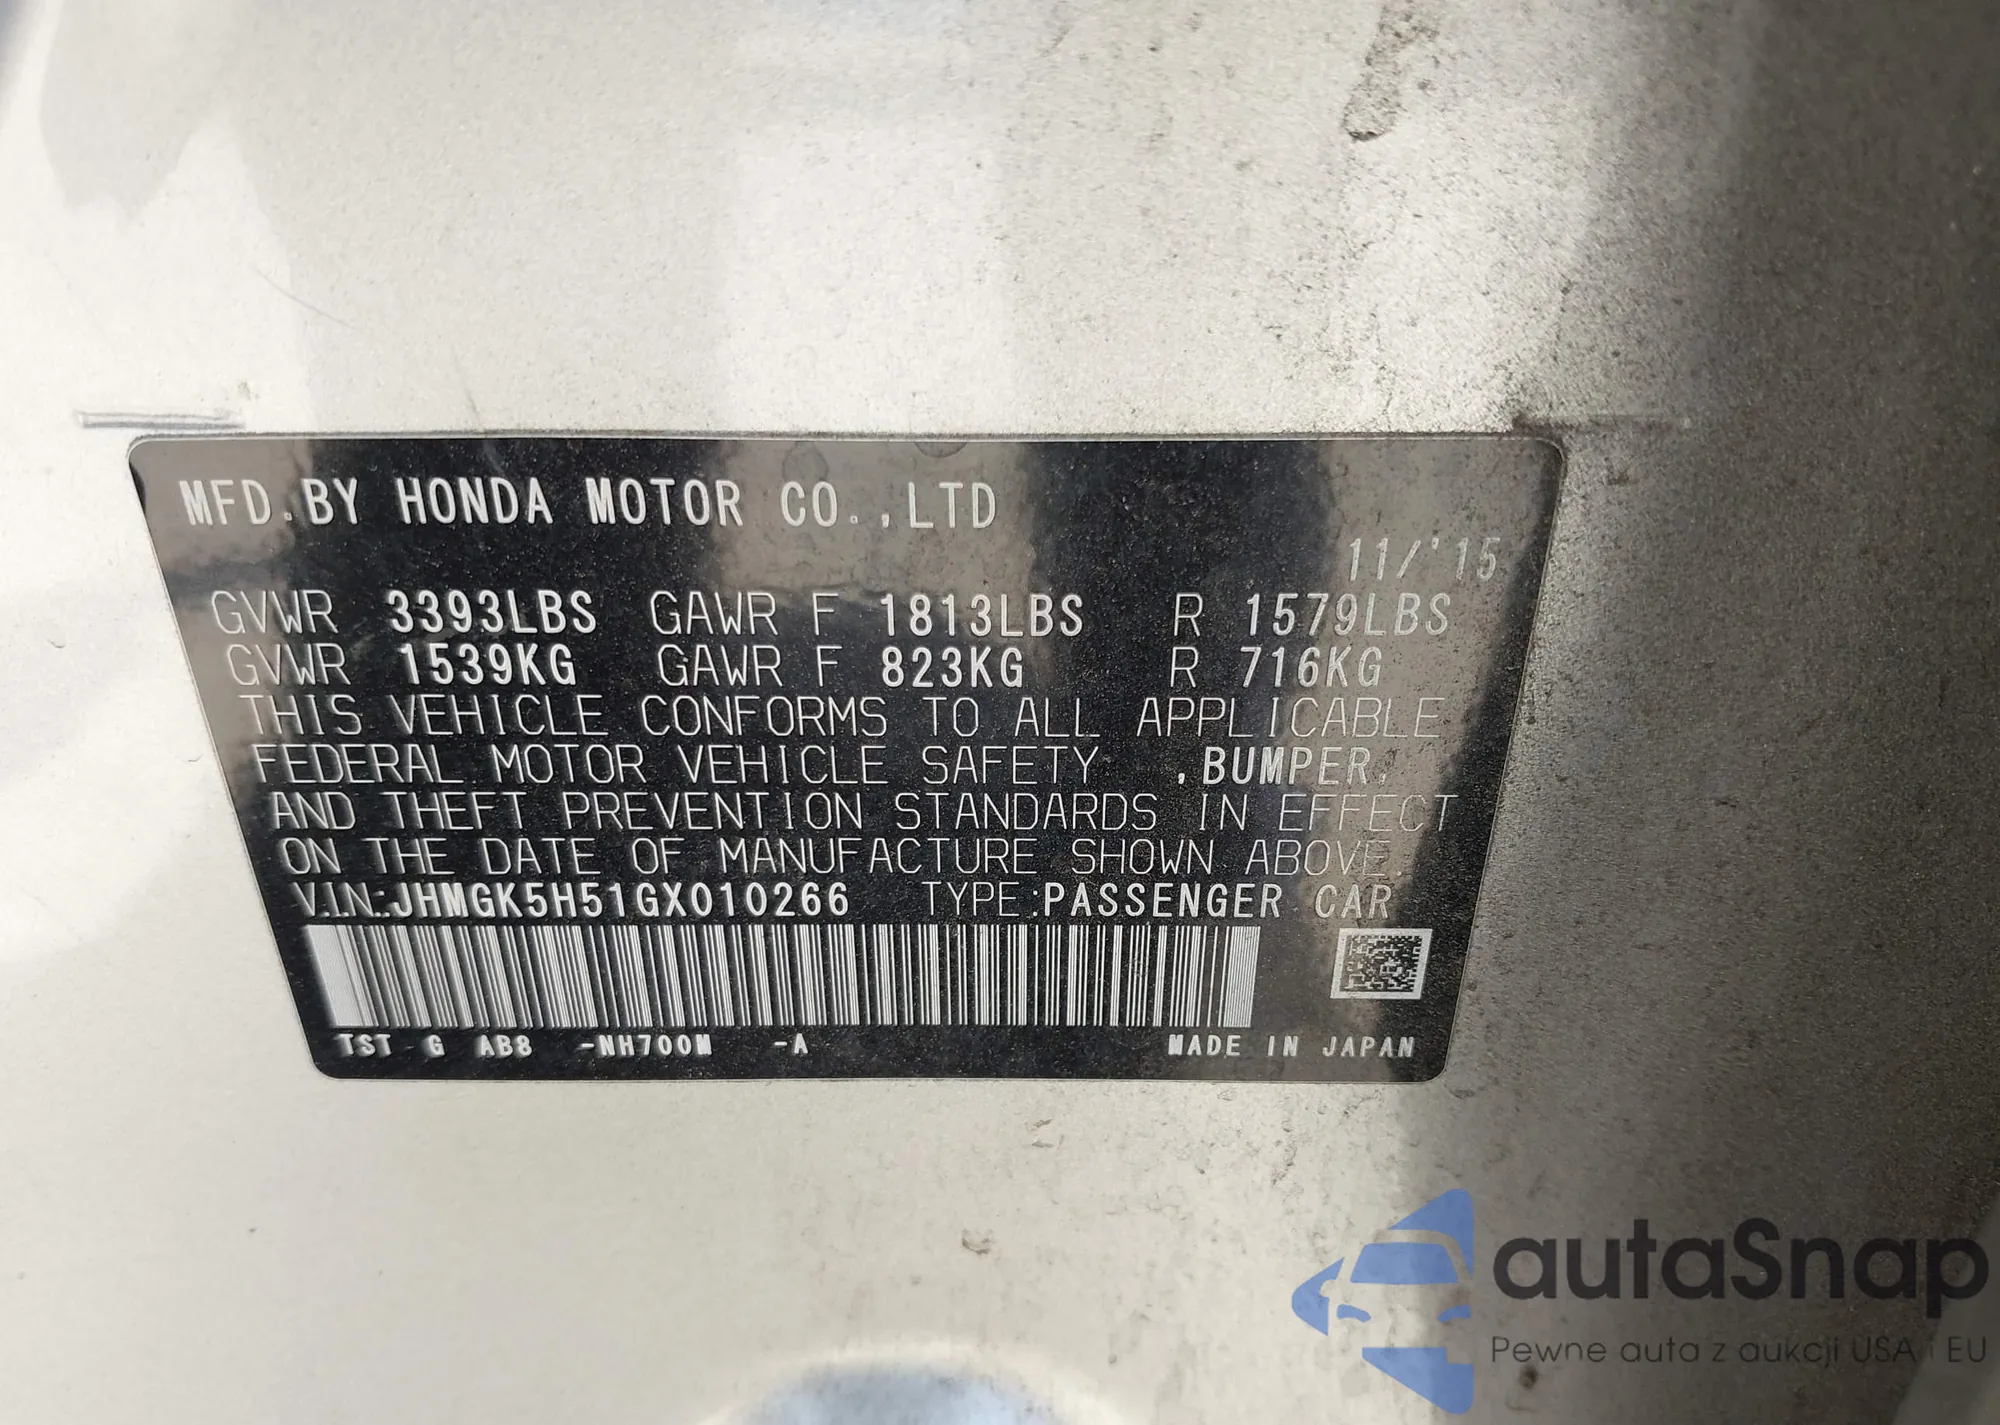 MFD.BY HONDA MOTOR CO.,LTD
11/'15
GVWR 3393LBS GAWR F 1813LBS R 1579LBS
GVWR 1539KG GAWR F 823KG R 716KG
THIS VEHICLE CONFORMS TO ALL APPLICABLE
FEDERAL MOTOR VEHICLE SAFETY ,BUMPER,
AND THEFT PREVENTION STANDARDS IN EFFECT
ON THE DATE OF MANUFACTURE SHOWN ABOVE.
V.I.N.:JHMGK5H51GX010266 TYPE:PASSENGER CAR
TST -G AB8 -NH700M -A MADE IN JAPAN
autaSnap
Pewne auta z aukcji USA i EU